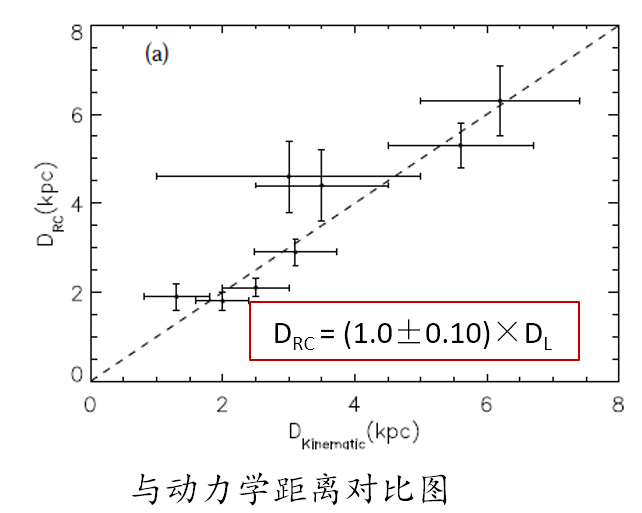 (a)
8
6
4
2
0
D_RC(kpc)
D_RC = (1.0±0.10)×D_L
0 2 4 6 8
D_Kinematic(kpc)
与动力学距离对比图